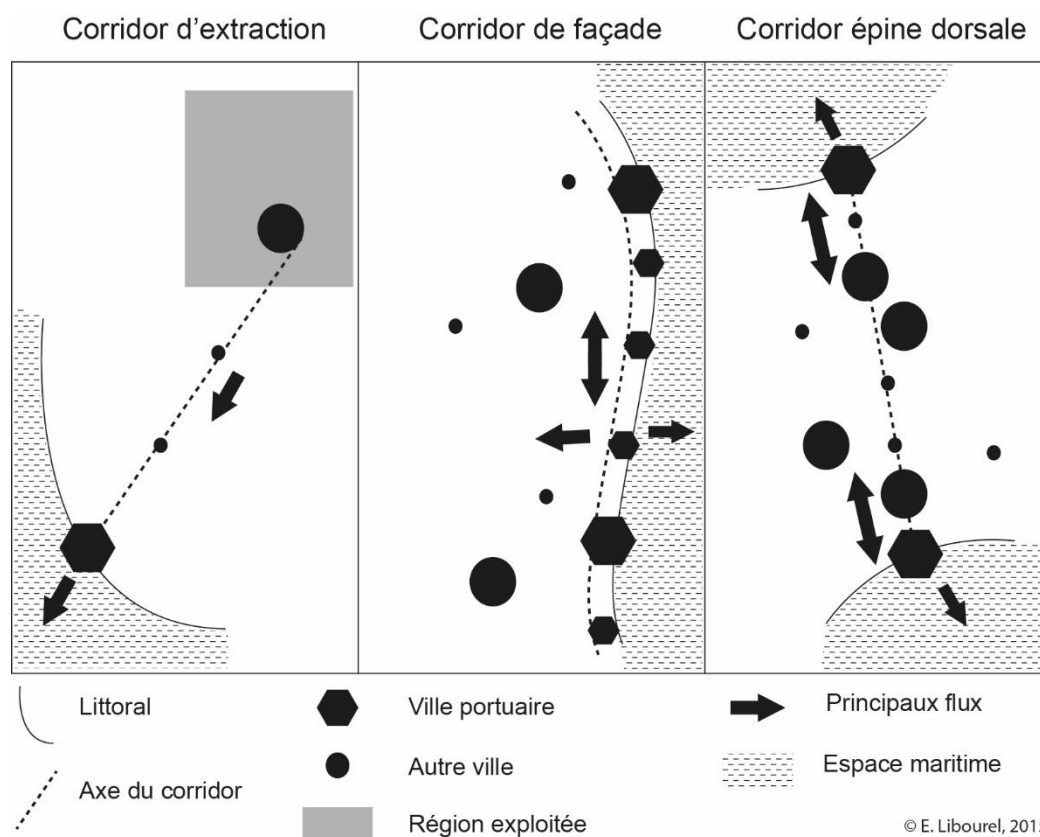 Corridor d'extraction
Corridor de façade
Corridor épine dorsale
Littoral
Ville portuaire
Principaux flux
Autre ville
Espace maritime
Axe du corridor
Région exploitée
© E. Libourel, 201